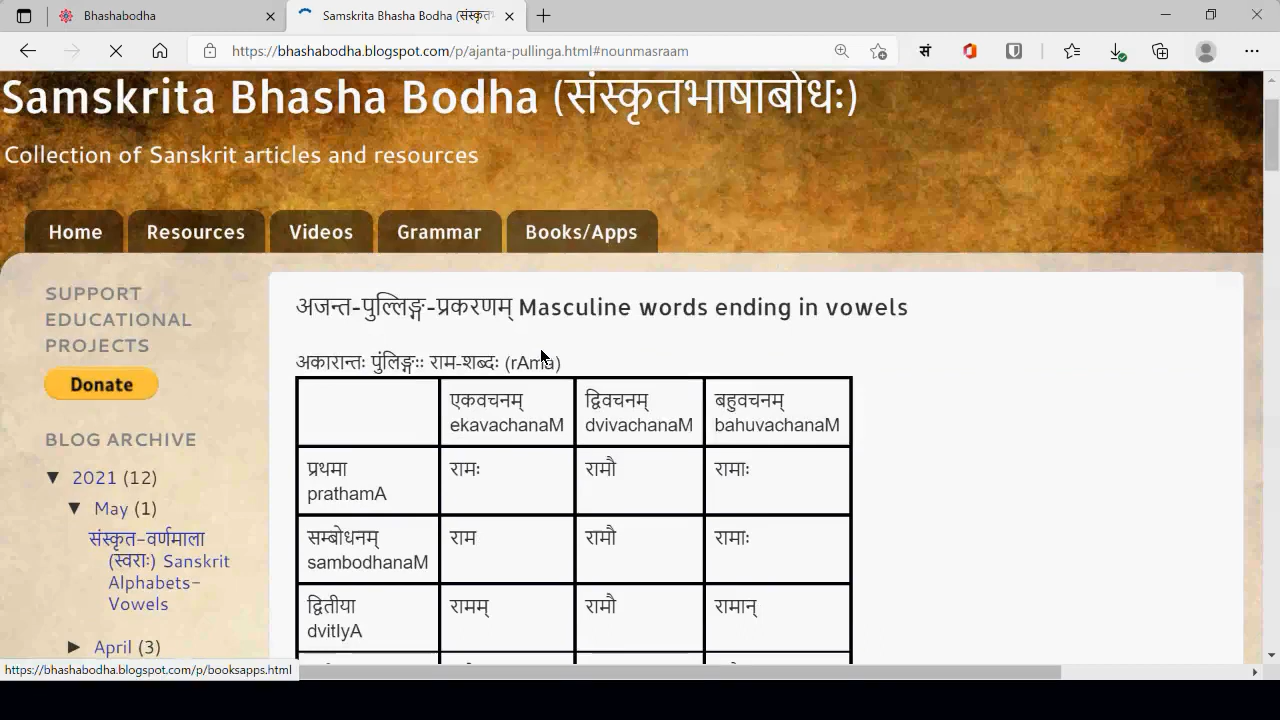 Bhashabodha
Samskrita Bhasha Bodha (संस्कृत
https://bhashabodha.blogspot.com/p/ajanta-pullinga.html#nounmasraam
सं
Samskrita Bhasha Bodha (संस्कृतभाषाबोधः)
Collection of Sanskrit articles and resources
Home Resources Videos Grammar Books/Apps
SUPPORT
EDUCATIONAL
PROJECTS
Donate
BLOG ARCHIVE
▼ 2021 (12)
▼ May (1)
संस्कृत-वर्णमाला
(स्वराः) Sanskrit
Alphabets-
Vowels
► April (3)
अजन्त-पुल्लिङ्ग-प्रकरणम् Masculine words ending in vowels
अकारान्तः पुंलिङ्गःः राम-शब्दः (rAma)
एकवचनम् द्विवचनम् बहुवचनम्
ekavachanaM dvivachanaM bahuvachanaM
प्रथमा रामः रामौ रामाः
prathamA
सम्बोधनम् राम रामौ रामाः
sambodhanaM
द्वितीया रामम् रामौ रामान्
dvitIyA
https://bhashabodha.blogspot.com/p/booksapps.html